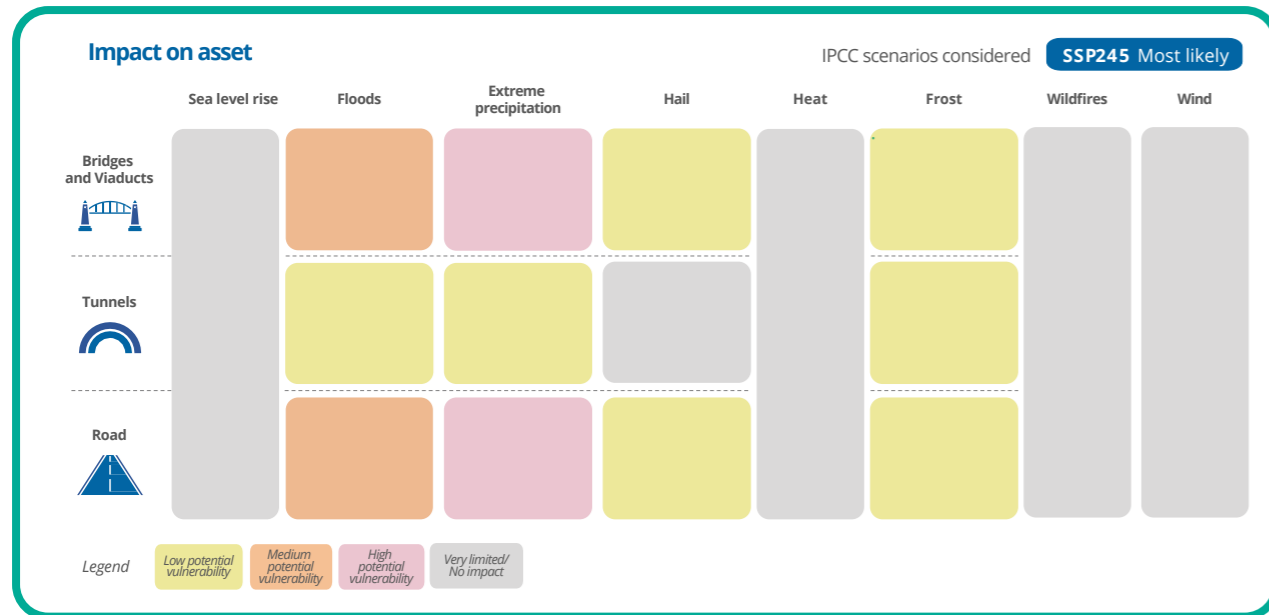 Impact on asset
IPCC scenarios considered
SSP245 Most likely
Sea level rise
Floods
Extreme
precipitation
Hail
Heat
Frost
Wildfires
Wind
Bridges
and Viaducts
Tunnels
Road
Legend
Low potential
vulnerability
Medium
potential
vulnerability
High
potential
vulnerability
Very limited/
No impact